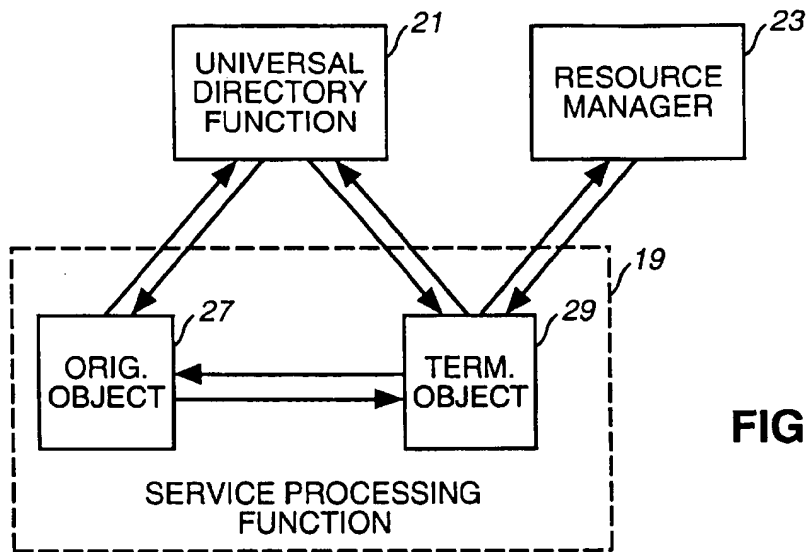 21
UNIVERSAL
DIRECTORY
FUNCTION
23
RESOURCE
MANAGER
19
27
ORIG.
OBJECT
29
TERM.
OBJECT
FIG
SERVICE PROCESSING
FUNCTION